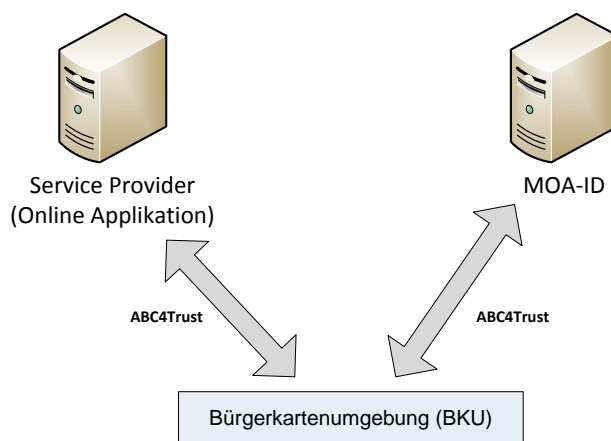 Service Provider
(Online Applikation)
MOA-ID
ABC4Trust
ABC4Trust
Bürgerkartenumgebung (BKU)